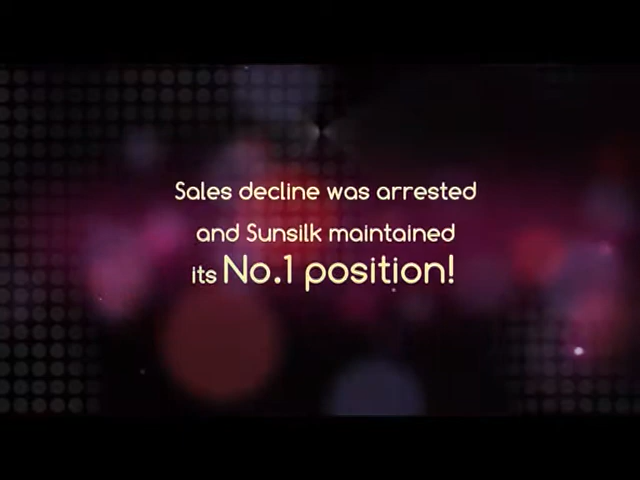 Sales decline was arrested
and Sunsilk maintained
its No.1 position!